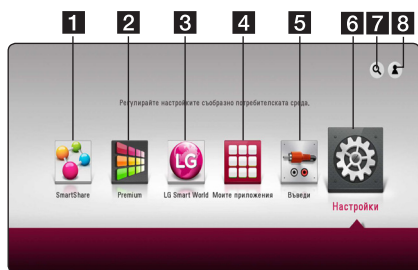 1 2 3 4 5 6 7 8
Регулирайте настройките съобразно потребителската среда.
LG
SmartShare Premium LG Smart World Моите приложения Въведи
Настройки